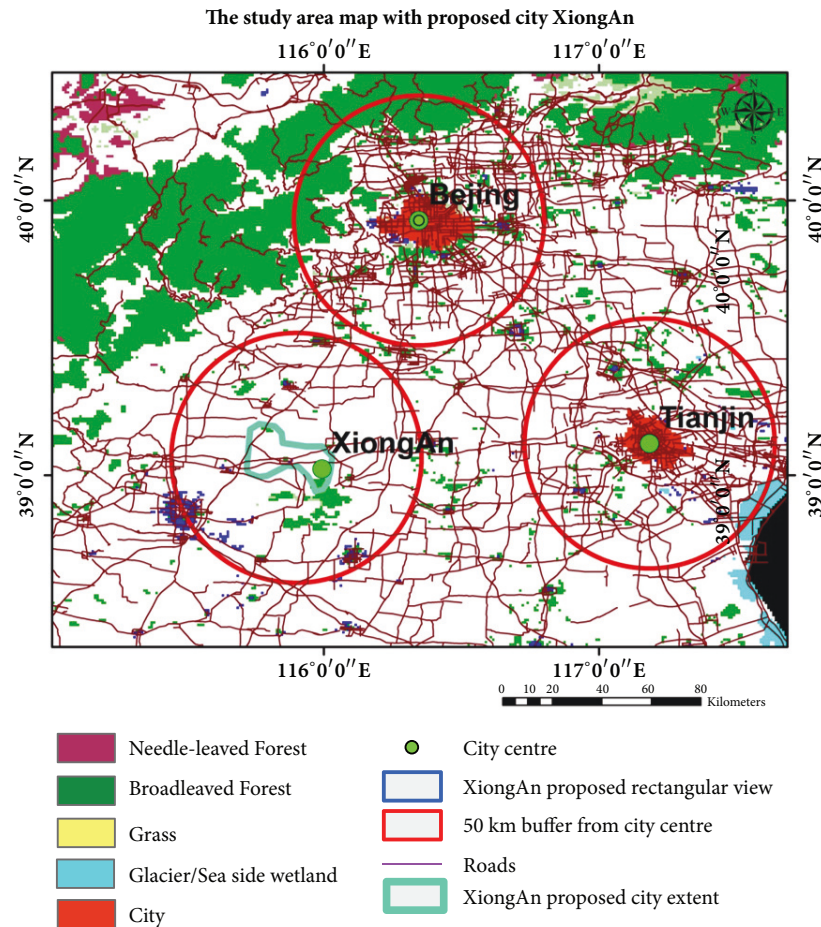 The study area map with proposed city XiongAn
116°0′0″E 117°0′0″E
N
W E
S
40°0′0″N
40°0′0″N
40°0′0″N
Bejing
Tianjin
XiongAn
39°0′0″N
39°0′0″N
39°0′0″N
116°0′0″E 117°0′0″E
0 10 20 40 60 80
Kilometers
Needle-leaved Forest
Broadleaved Forest
Grass
Glacier/Sea side wetland
City
City centre
XiongAn proposed rectangular view
50 km buffer from city centre
Roads
XiongAn proposed city extent